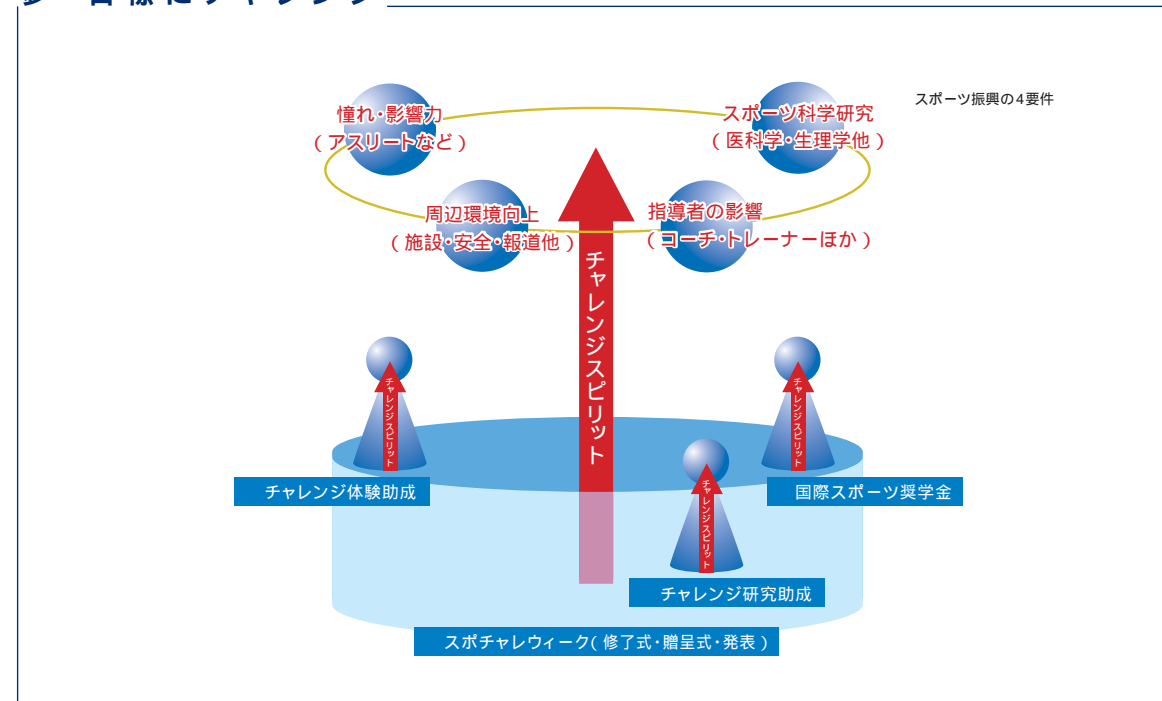 スポーツ振興の4要件
憧れ・影響力
(アスリートなど)
スポーツ科学研究
(医科学・生理学他)
周辺環境向上
(施設・安全・報道他)
指導者の影響
(コーチ・トレーナーほか)
チャレンジスピリット
チャレンジスピリット
チャレンジスピリット
チャレンジスピリット
チャレンジ体験助成
国際スポーツ奨学金
チャレンジ研究助成
スポチャレウィーク(修了式・贈呈式・発表)